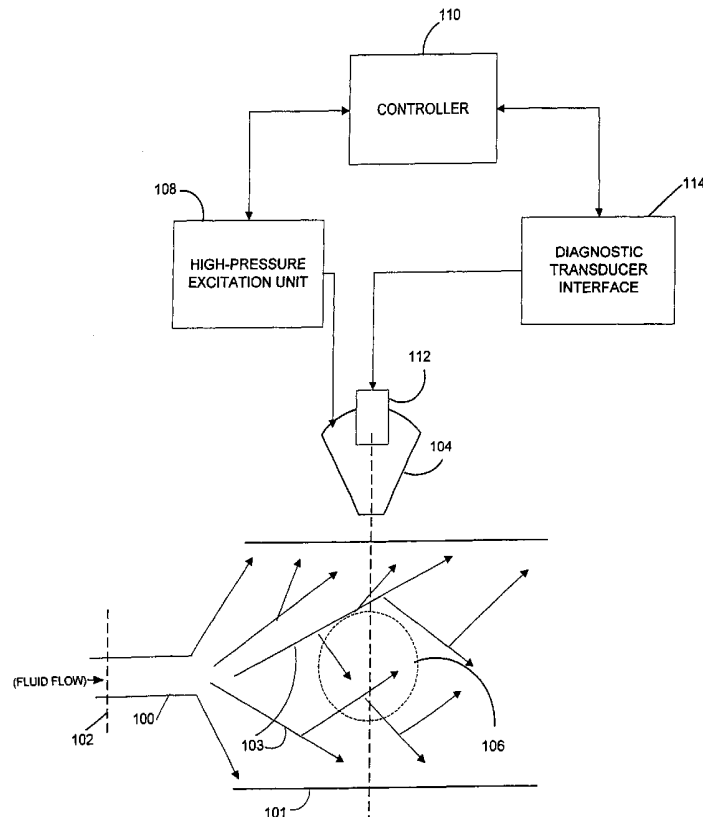 110
CONTROLLER
108
114
HIGH-PRESSURE
EXCITATION UNIT
DIAGNOSTIC
TRANSDUCER
INTERFACE
112
104
(FLUID FLOW)
102
100
103
106
101